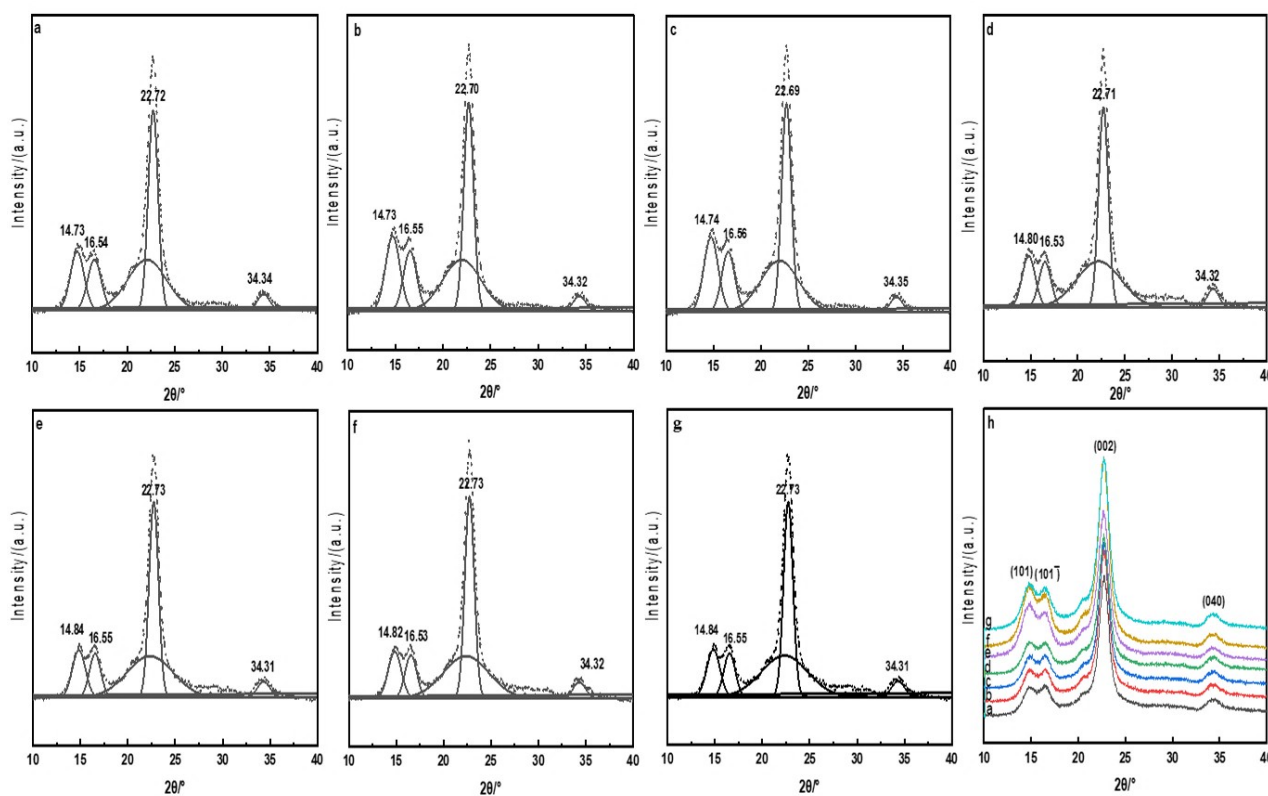 a
22.72
14.73
16.54
34.34
Intensity/(a.u.)
10 15 20 25 30 35 40
2θ/°
b
22.70
14.73
16.55
34.32
Intensity/(a.u.)
10 15 20 25 30 35 40
2θ/°
c
22.69
14.74
16.56
34.35
Intensity/(a.u.)
10 15 20 25 30 35 40
2θ/°
d
22.71
14.80
16.53
34.32
Intensity/(a.u.)
10 15 20 25 30 35 40
2θ/°
e
22.73
14.84
16.55
34.31
Intensity/(a.u.)
10 15 20 25 30 35 40
2θ/°
f
22.73
14.82
16.53
34.32
Intensity/(a.u.)
10 15 20 25 30 35 40
2θ/°
g
22.73
14.84
16.55
34.31
Intensity/(a.u.)
10 15 20 25 30 35 40
2θ/°
h
(002)
(101) (101̄)
(040)
g
f
e
d
c
b
a
Intensity/(a.u.)
10 15 20 25 30 35 40
2θ/°